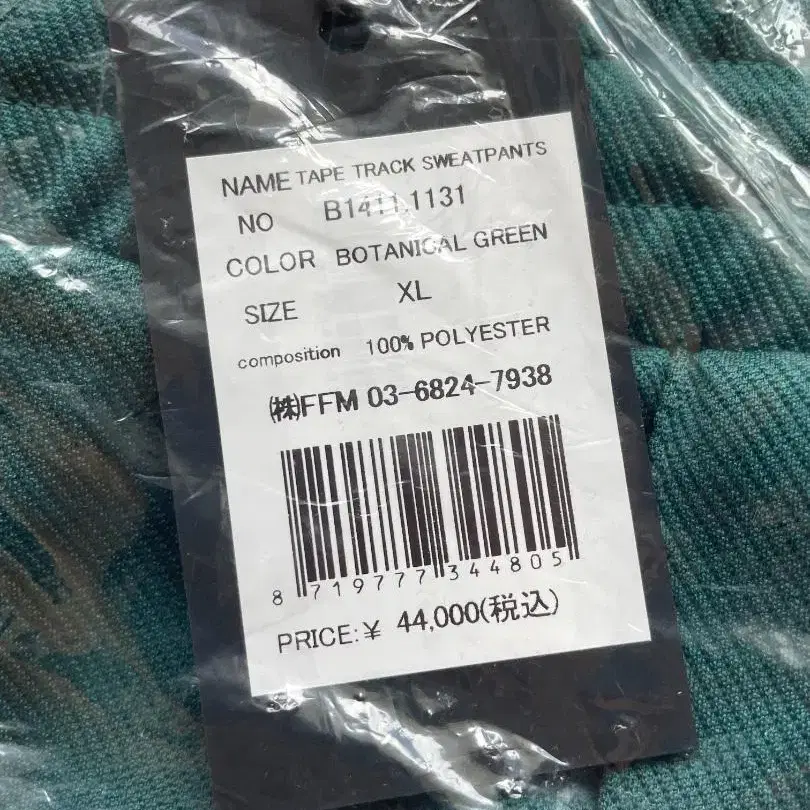 NAME TAPE TRACK SWEATPANTS
NO B1411.1131
COLOR BOTANICAL GREEN
SIZE XL
composition 100% POLYESTER
㈱FFM 03-6824-7938
8 719777 344805
PRICE:¥ 44,000(税込)